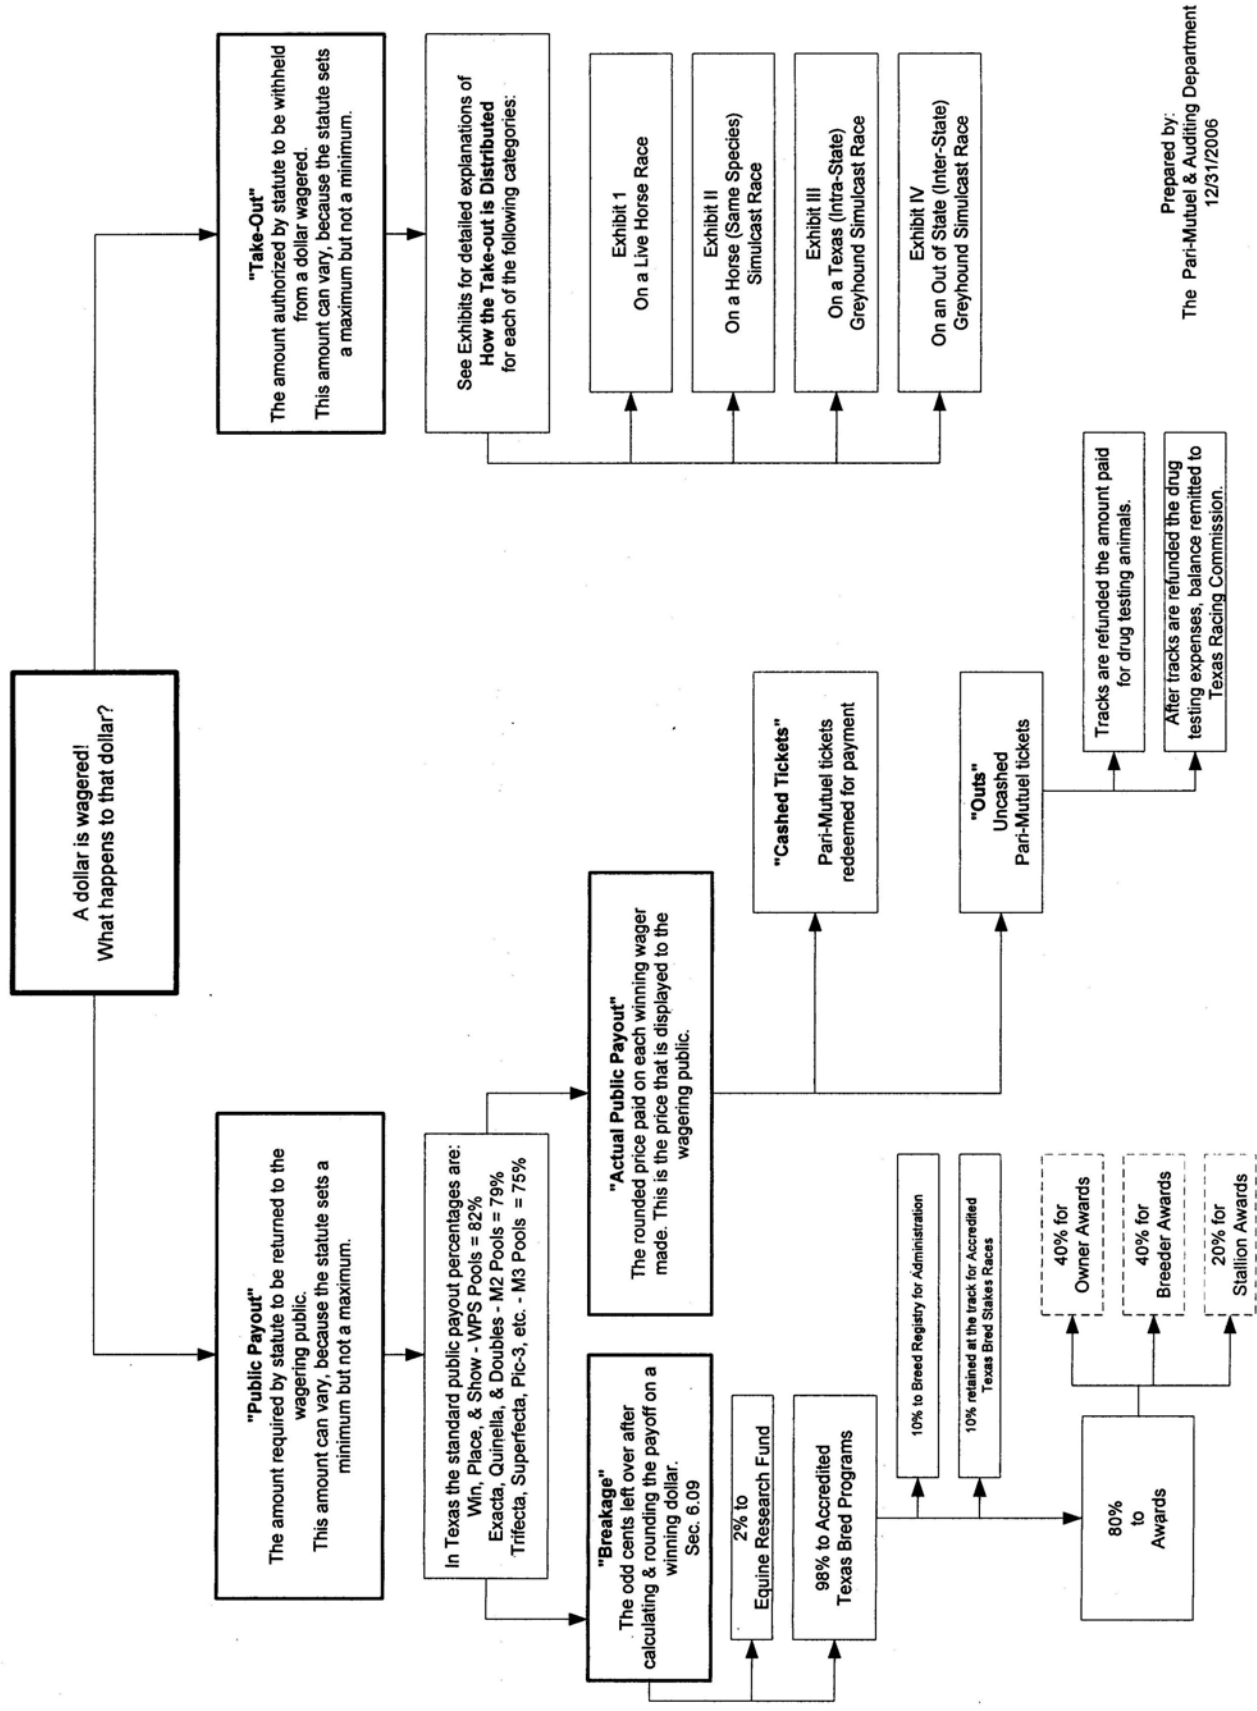 A dollar is wagered!
What happens to that dollar?
"Public Payout"
The amount required by statute to be returned to the
wagering public.
This amount can vary, because the statute sets a
minimum but not a maximum.
In Texas the standard public payout percentages are:
Win, Place, & Show - WPS Pools = 82%
Exacta, Quinella, & Doubles - M2 Pools = 79%
Trifecta, Superfecta, Pic-3, etc. - M3 Pools = 75%
"Breakage"
The odd cents left over after
calculating & rounding the payoff on a
winning dollar.
Sec. 6.09
2% to
Equine Research Fund
98% to Accredited
Texas Bred Programs
10% to Breed Registry for Administration
10% retained at the track for Accredited
Texas Bred Stakes Races
80%
to
Awards
40% for
Owner Awards
40% for
Breeder Awards
20% for
Stallion Awards
"Actual Public Payout"
The rounded price paid on each winning wager
made. This is the price that is displayed to the
wagering public.
"Cashed Tickets"
Pari-Mutuel tickets
redeemed for payment
"Outs"
Uncashed
Pari-Mutuel tickets
Tracks are refunded the amount paid
for drug testing animals.
After tracks are refunded the drug
testing expenses, balance remitted to
Texas Racing Commission.
"Take-Out"
The amount authorized by statute to be withheld
from a dollar wagered.
This amount can vary, because the statute sets
a maximum but not a minimum.
See Exhibits for detailed explanations of
How the Take-out is Distributed
for each of the following categories:
Exhibit 1
On a Live Horse Race
Exhibit II
On a Horse (Same Species)
Simulcast Race
Exhibit III
On a Texas (Intra-State)
Greyhound Simulcast Race
Exhibit IV
On an Out of State (Inter-State)
Greyhound Simulcast Race
Prepared by:
The Pari-Mutuel & Auditing Department
12/31/2006